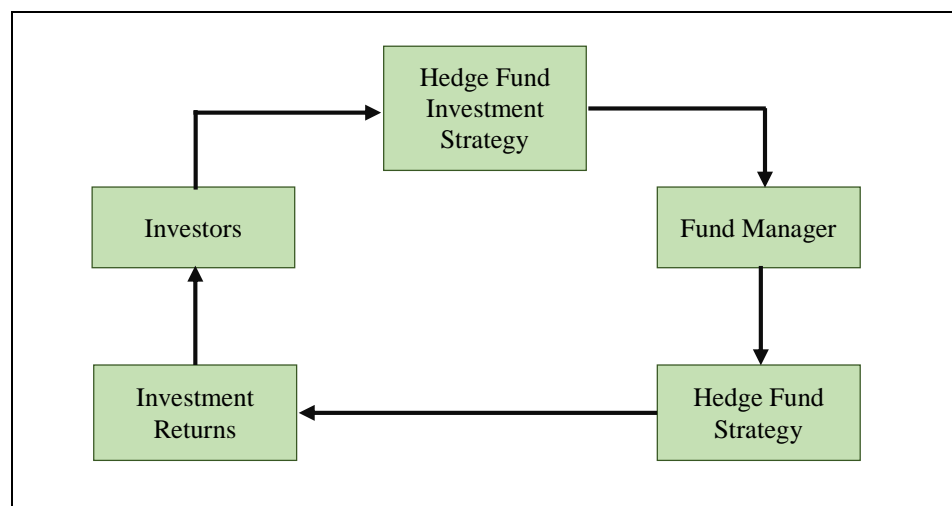 Hedge Fund
Investment
Strategy
Investors
Fund Manager
Investment
Returns
Hedge Fund
Strategy